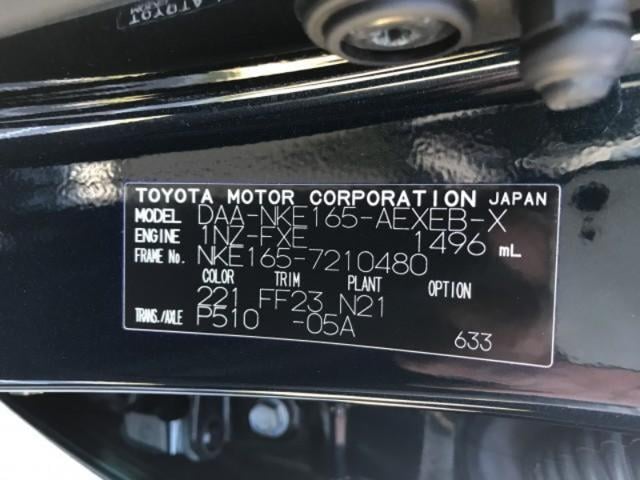 TOYOTA MOTOR CORPORATION JAPAN
MODEL DAA-NKE165-AEXEB-X
ENGINE 1NZ-FXE 1496 mL
FRAME No. NKE165-7210480
COLOR TRIM PLANT OPTION
221 FF23 N21
TRANS./AXLE P510 -05A
633